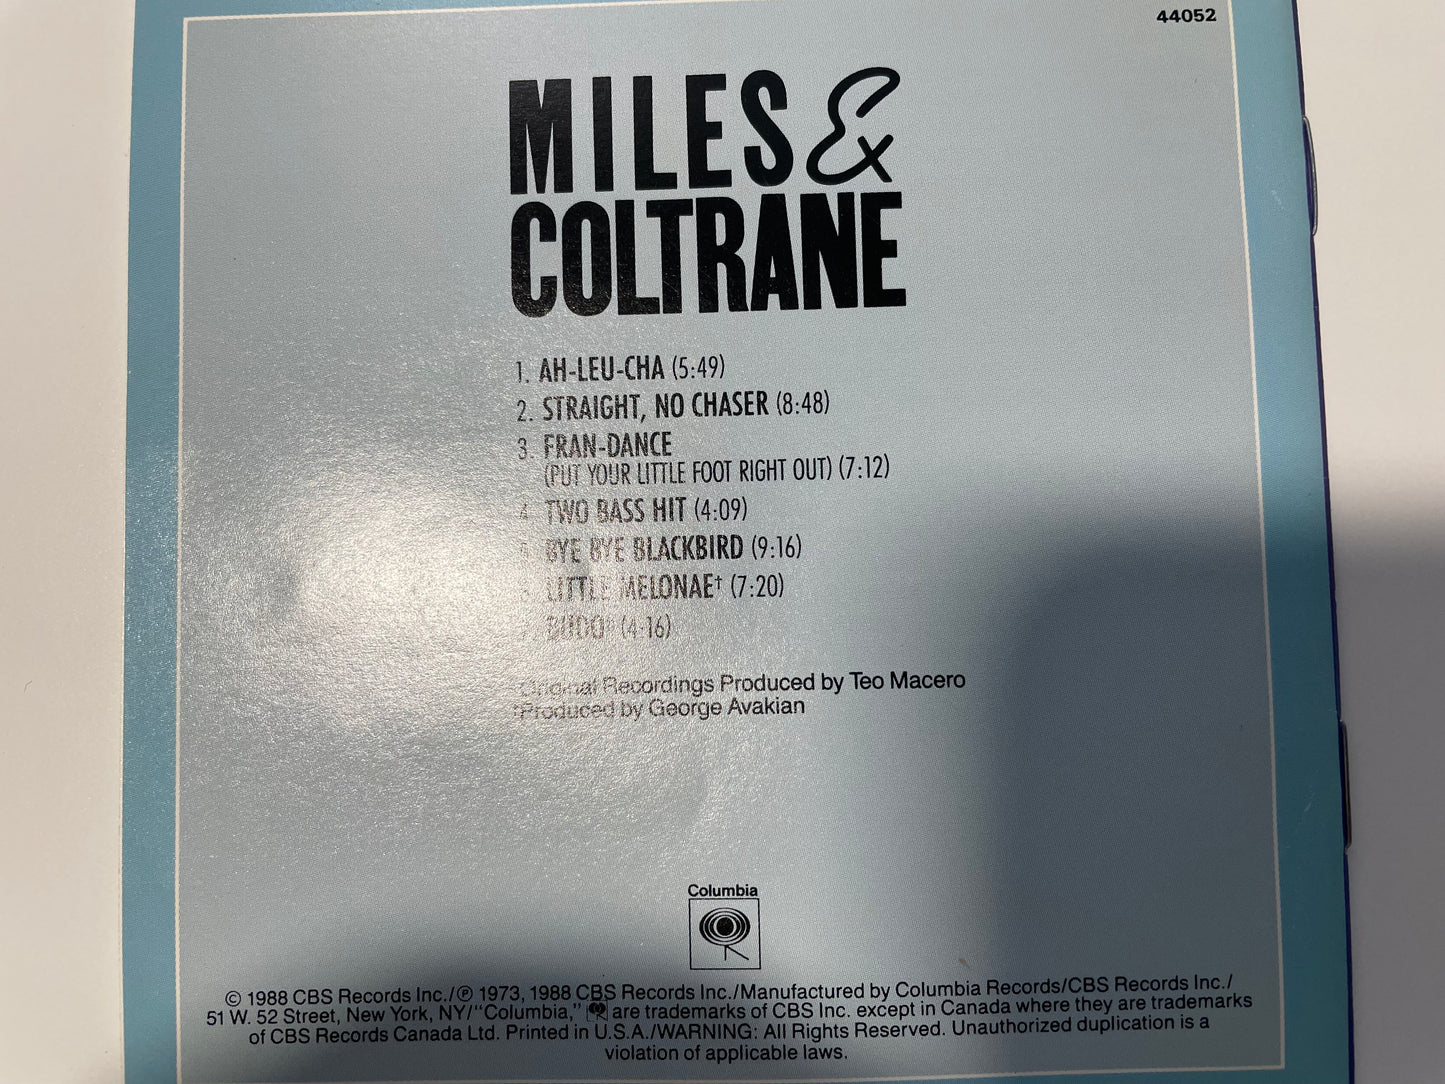 44052
MILES &
COLTRANE
1. AH-LEU-CHA (5:49)
2. STRAIGHT, NO CHASER (8:48)
3. FRAN-DANCE
(PUT YOUR LITTLE FOOT RIGHT OUT) (7:12)
4. TWO BASS HIT (4:09)
5. BYE BYE BLACKBIRD (9:16)
LITTLE MELONAE† (7:20)
BUDO (4:16)
Original Recordings Produced by Teo Macero
†Produced by George Avakian
Columbia
© 1988 CBS Records Inc./℗ 1973, 1988 CBS Records Inc./Manufactured by Columbia Records/CBS Records Inc./
51 W. 52 Street, New York, NY/"Columbia," are trademarks of CBS Inc. except in Canada where they are trademarks
of CBS Records Canada Ltd. Printed in U.S.A./WARNING: All Rights Reserved. Unauthorized duplication is a
violation of applicable laws.